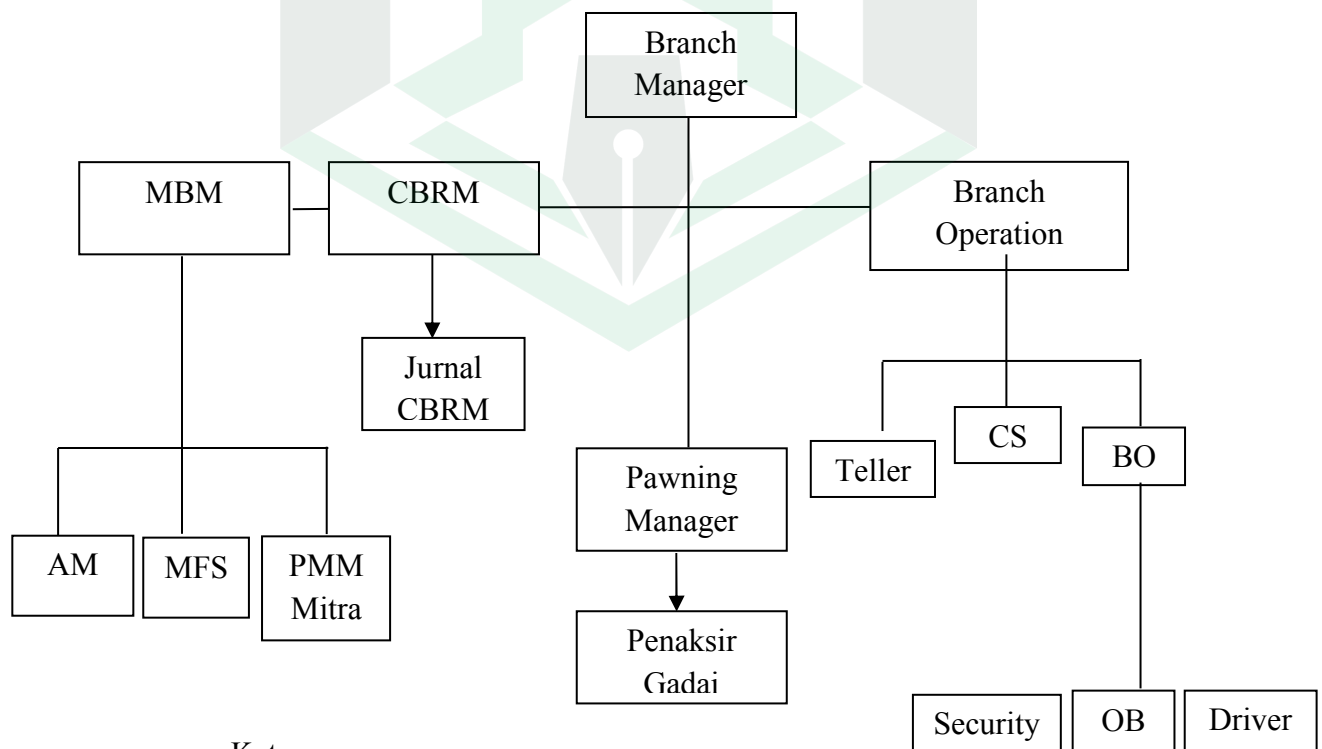 Branch
Manager
MBM
CBRM
Branch
Operation
Jurnal
CBRM
Teller
CS
BO
Pawning
Manager
AM
MFS
PMM
Mitra
Penaksir
Gadai
Security
OB
Driver